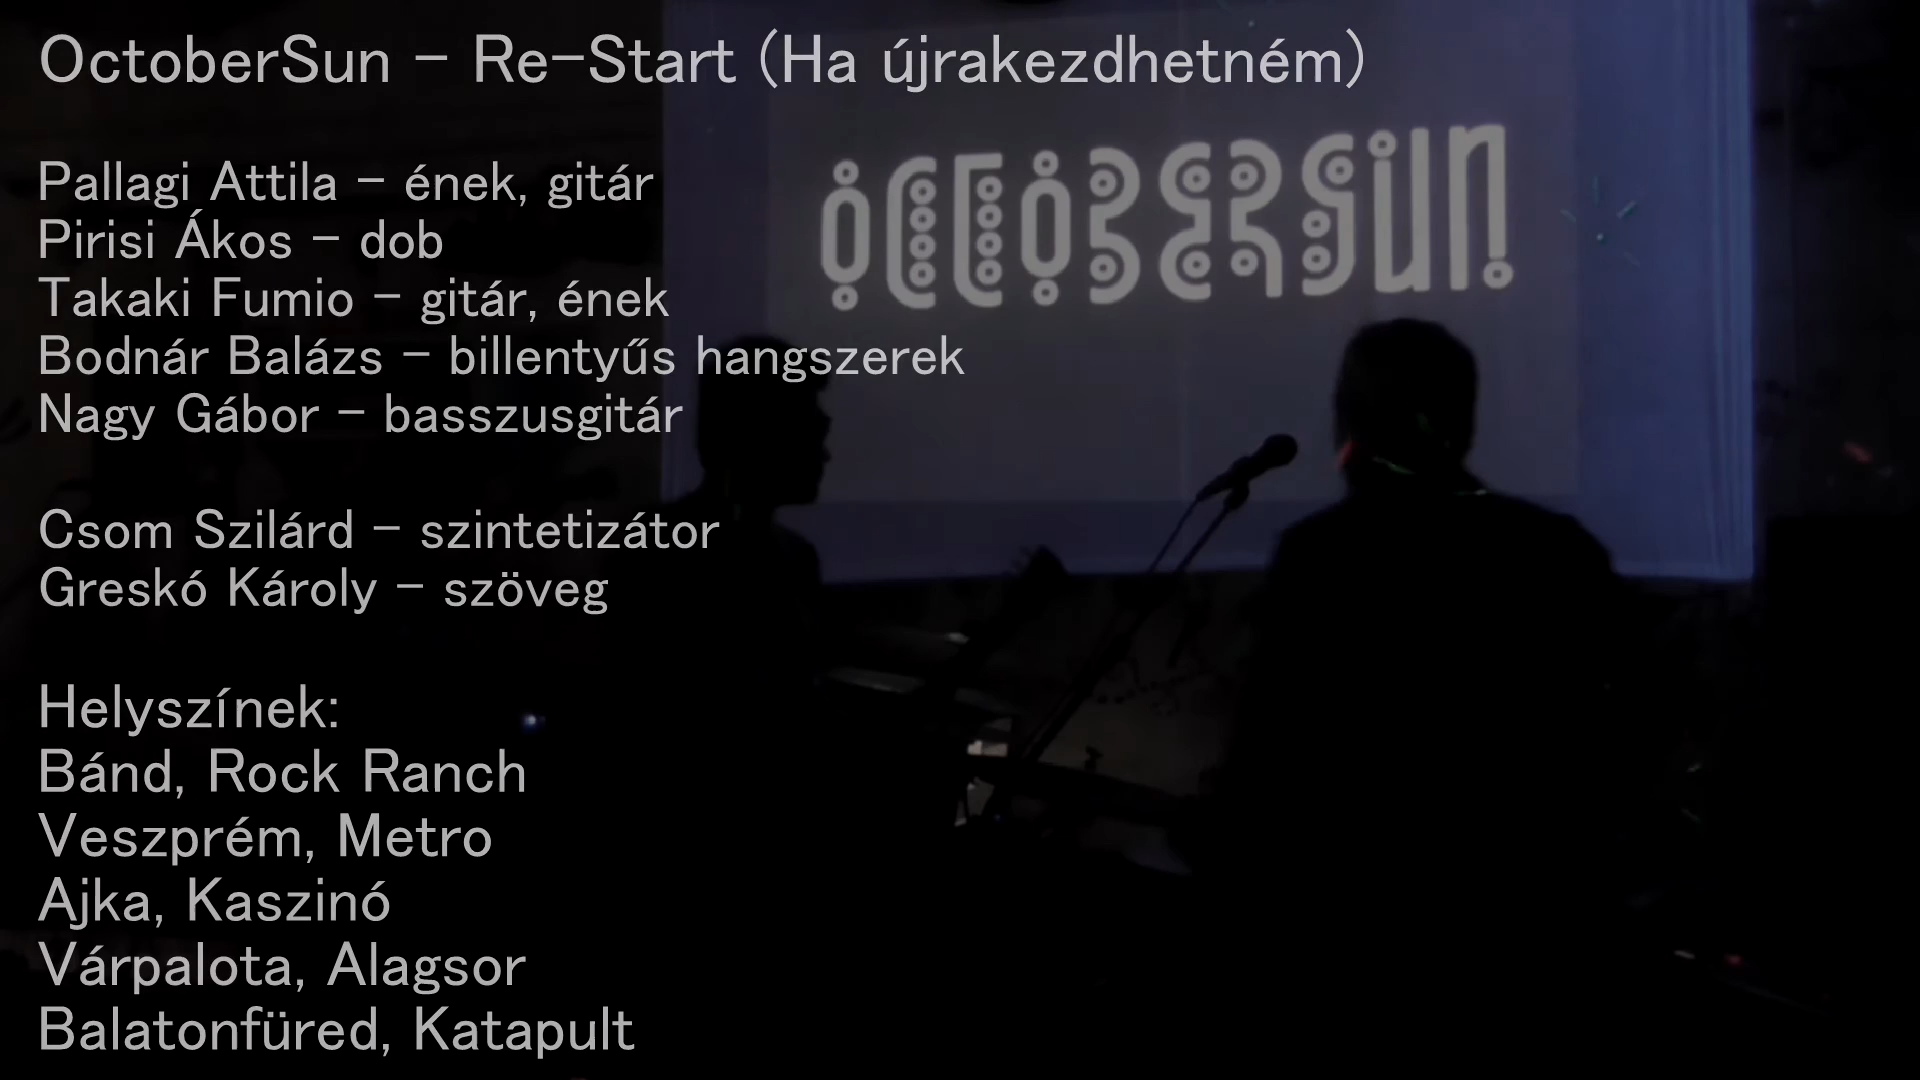 OctoberSun - Re-Start (Ha újrakezdhetném)
OCTOBERSUN
Pallagi Attila - ének, gitár
Pirisi Ákos - dob
Takaki Fumio - gitár, ének
Bodnár Balázs - billentyűs hangszerek
Nagy Gábor - basszusgitár
Csom Szilárd - szintetizátor
Greskó Károly - szöveg
Helyszínek:
Bánd, Rock Ranch
Veszprém, Metro
Ajka, Kaszinó
Várpalota, Alagsor
Balatonfüred, Katapult